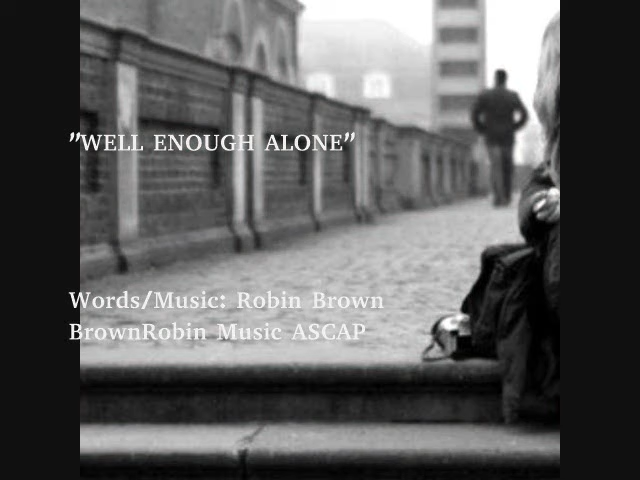 "WELL ENOUGH ALONE"
Words/Music: Robin Brown
BrownRobin Music ASCAP